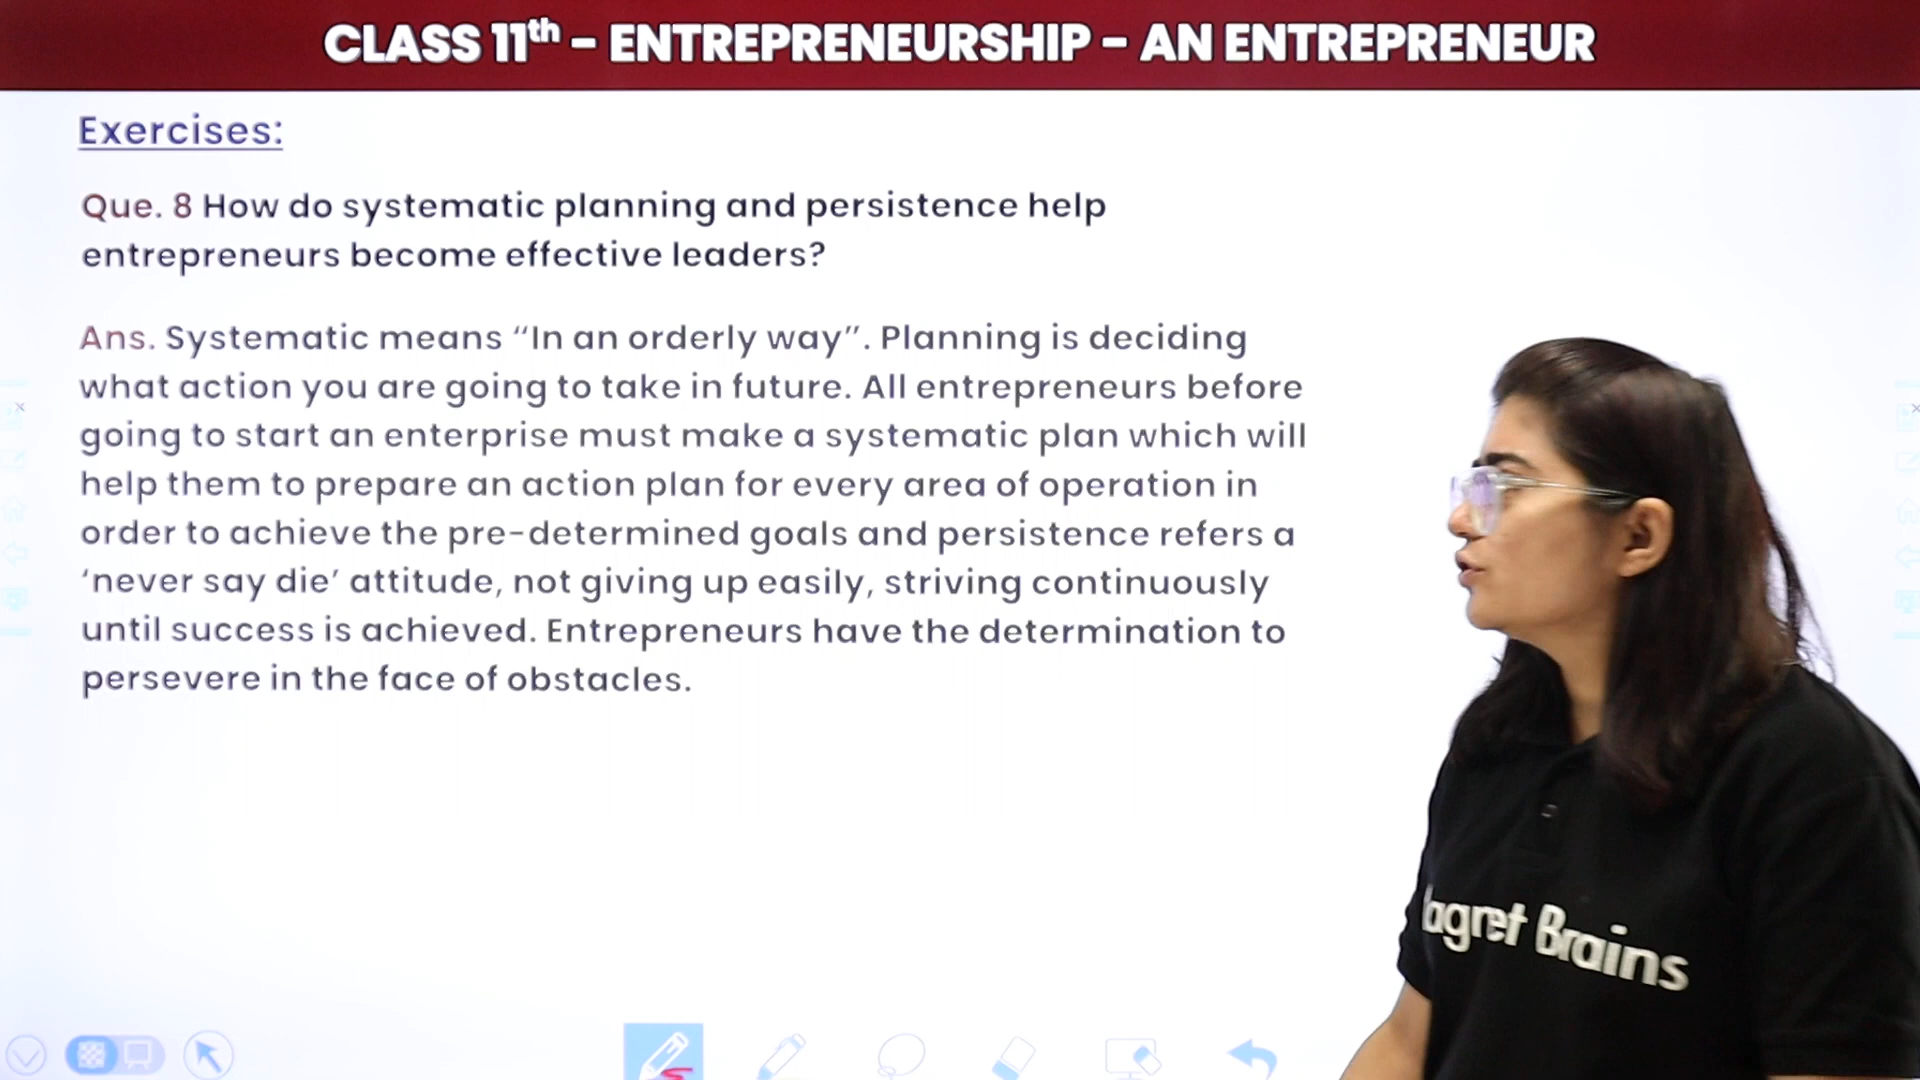 CLASS 11th - ENTREPRENEURSHIP - AN ENTREPRENEUR
Exercises:
Que. 8 How do systematic planning and persistence help
entrepreneurs become effective leaders?
Ans. Systematic means “In an orderly way”. Planning is deciding
what action you are going to take in future. All entrepreneurs before
going to start an enterprise must make a systematic plan which will
help them to prepare an action plan for every area of operation in
order to achieve the pre-determined goals and persistence refers a
‘never say die’ attitude, not giving up easily, striving continuously
until success is achieved. Entrepreneurs have the determination to
persevere in the face of obstacles.
agnet Brains